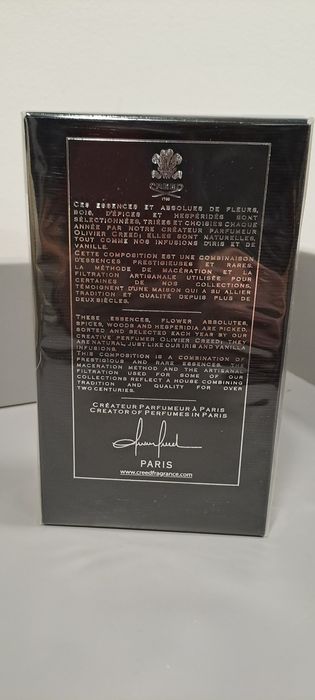 CREED
1760
CES ESSENCES ET ABSOLUES DE FLEURS,
BOIS, D'ÉPICES ET HESPÉRIDÉS SONT
SÉLECTIONNÉES, TRIÉES ET CHOISIES CHAQUE
ANNÉE PAR NOTRE CRÉATEUR PARFUMEUR
OLIVIER CREED; ELLES SONT NATURELLES,
TOUT COMME NOS INFUSIONS D'IRIS ET DE
VANILLE.
CETTE COMPOSITION EST UNE COMBINAISON
D'ESSENCES PRESTIGIEUSES ET RARES.
LA MÉTHODE DE MACÉRATION ET LA
FILTRATION ARTISANALE UTILISÉE POUR
CERTAINES DE NOS COLLECTIONS,
TÉMOIGNENT D'UNE MAISON QUI A SU ALLIER
TRADITION ET QUALITÉ DEPUIS PLUS DE
DEUX SIÈCLES.
THESE ESSENCES, FLOWER ABSOLUTES,
SPICES, WOODS AND HESPERIDIA ARE PICKED,
SORTED AND SELECTED EACH YEAR BY OUR
CREATIVE PERFUMER OLIVIER CREED; THEY
ARE NATURAL, JUST LIKE OUR IRIS AND VANILLA
INFUSIONS.
THIS COMPOSITION IS A COMBINATION OF
PRESTIGIOUS AND RARE ESSENCES. THE
MACERATION METHOD AND THE ARTISANAL
FILTRATION USED FOR SOME OF OUR
COLLECTIONS REFLECT A HOUSE COMBINING
TRADITION AND QUALITY FOR OVER
TWO CENTURIES.
CRÉATEUR PARFUMEUR À PARIS
CREATOR OF PERFUMES IN PARIS
PARIS
www.creedfragrance.com